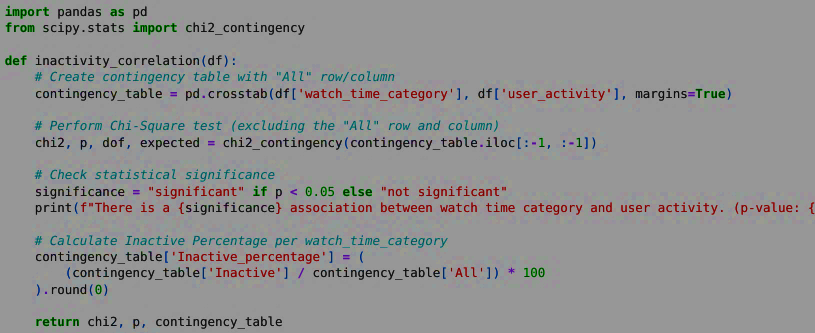 import pandas as pd
from scipy.stats import chi2_contingency
def inactivity_correlation(df):
# Create contingency table with "All" row/column
contingency_table = pd.crosstab(df['watch_time_category'], df['user_activity'], margins=True)
# Perform Chi-Square test (excluding the "All" row and column)
chi2, p, dof, expected = chi2_contingency(contingency_table.iloc[:-1, :-1])
# Check statistical significance
significance = "significant" if p < 0.05 else "not significant"
print(f"There is a {significance} association between watch time category and user activity. (p-value: {
# Calculate Inactive Percentage per watch_time_category
contingency_table['Inactive_percentage'] = (
(contingency_table['Inactive'] / contingency_table['All']) * 100
).round(0)
return chi2, p, contingency_table